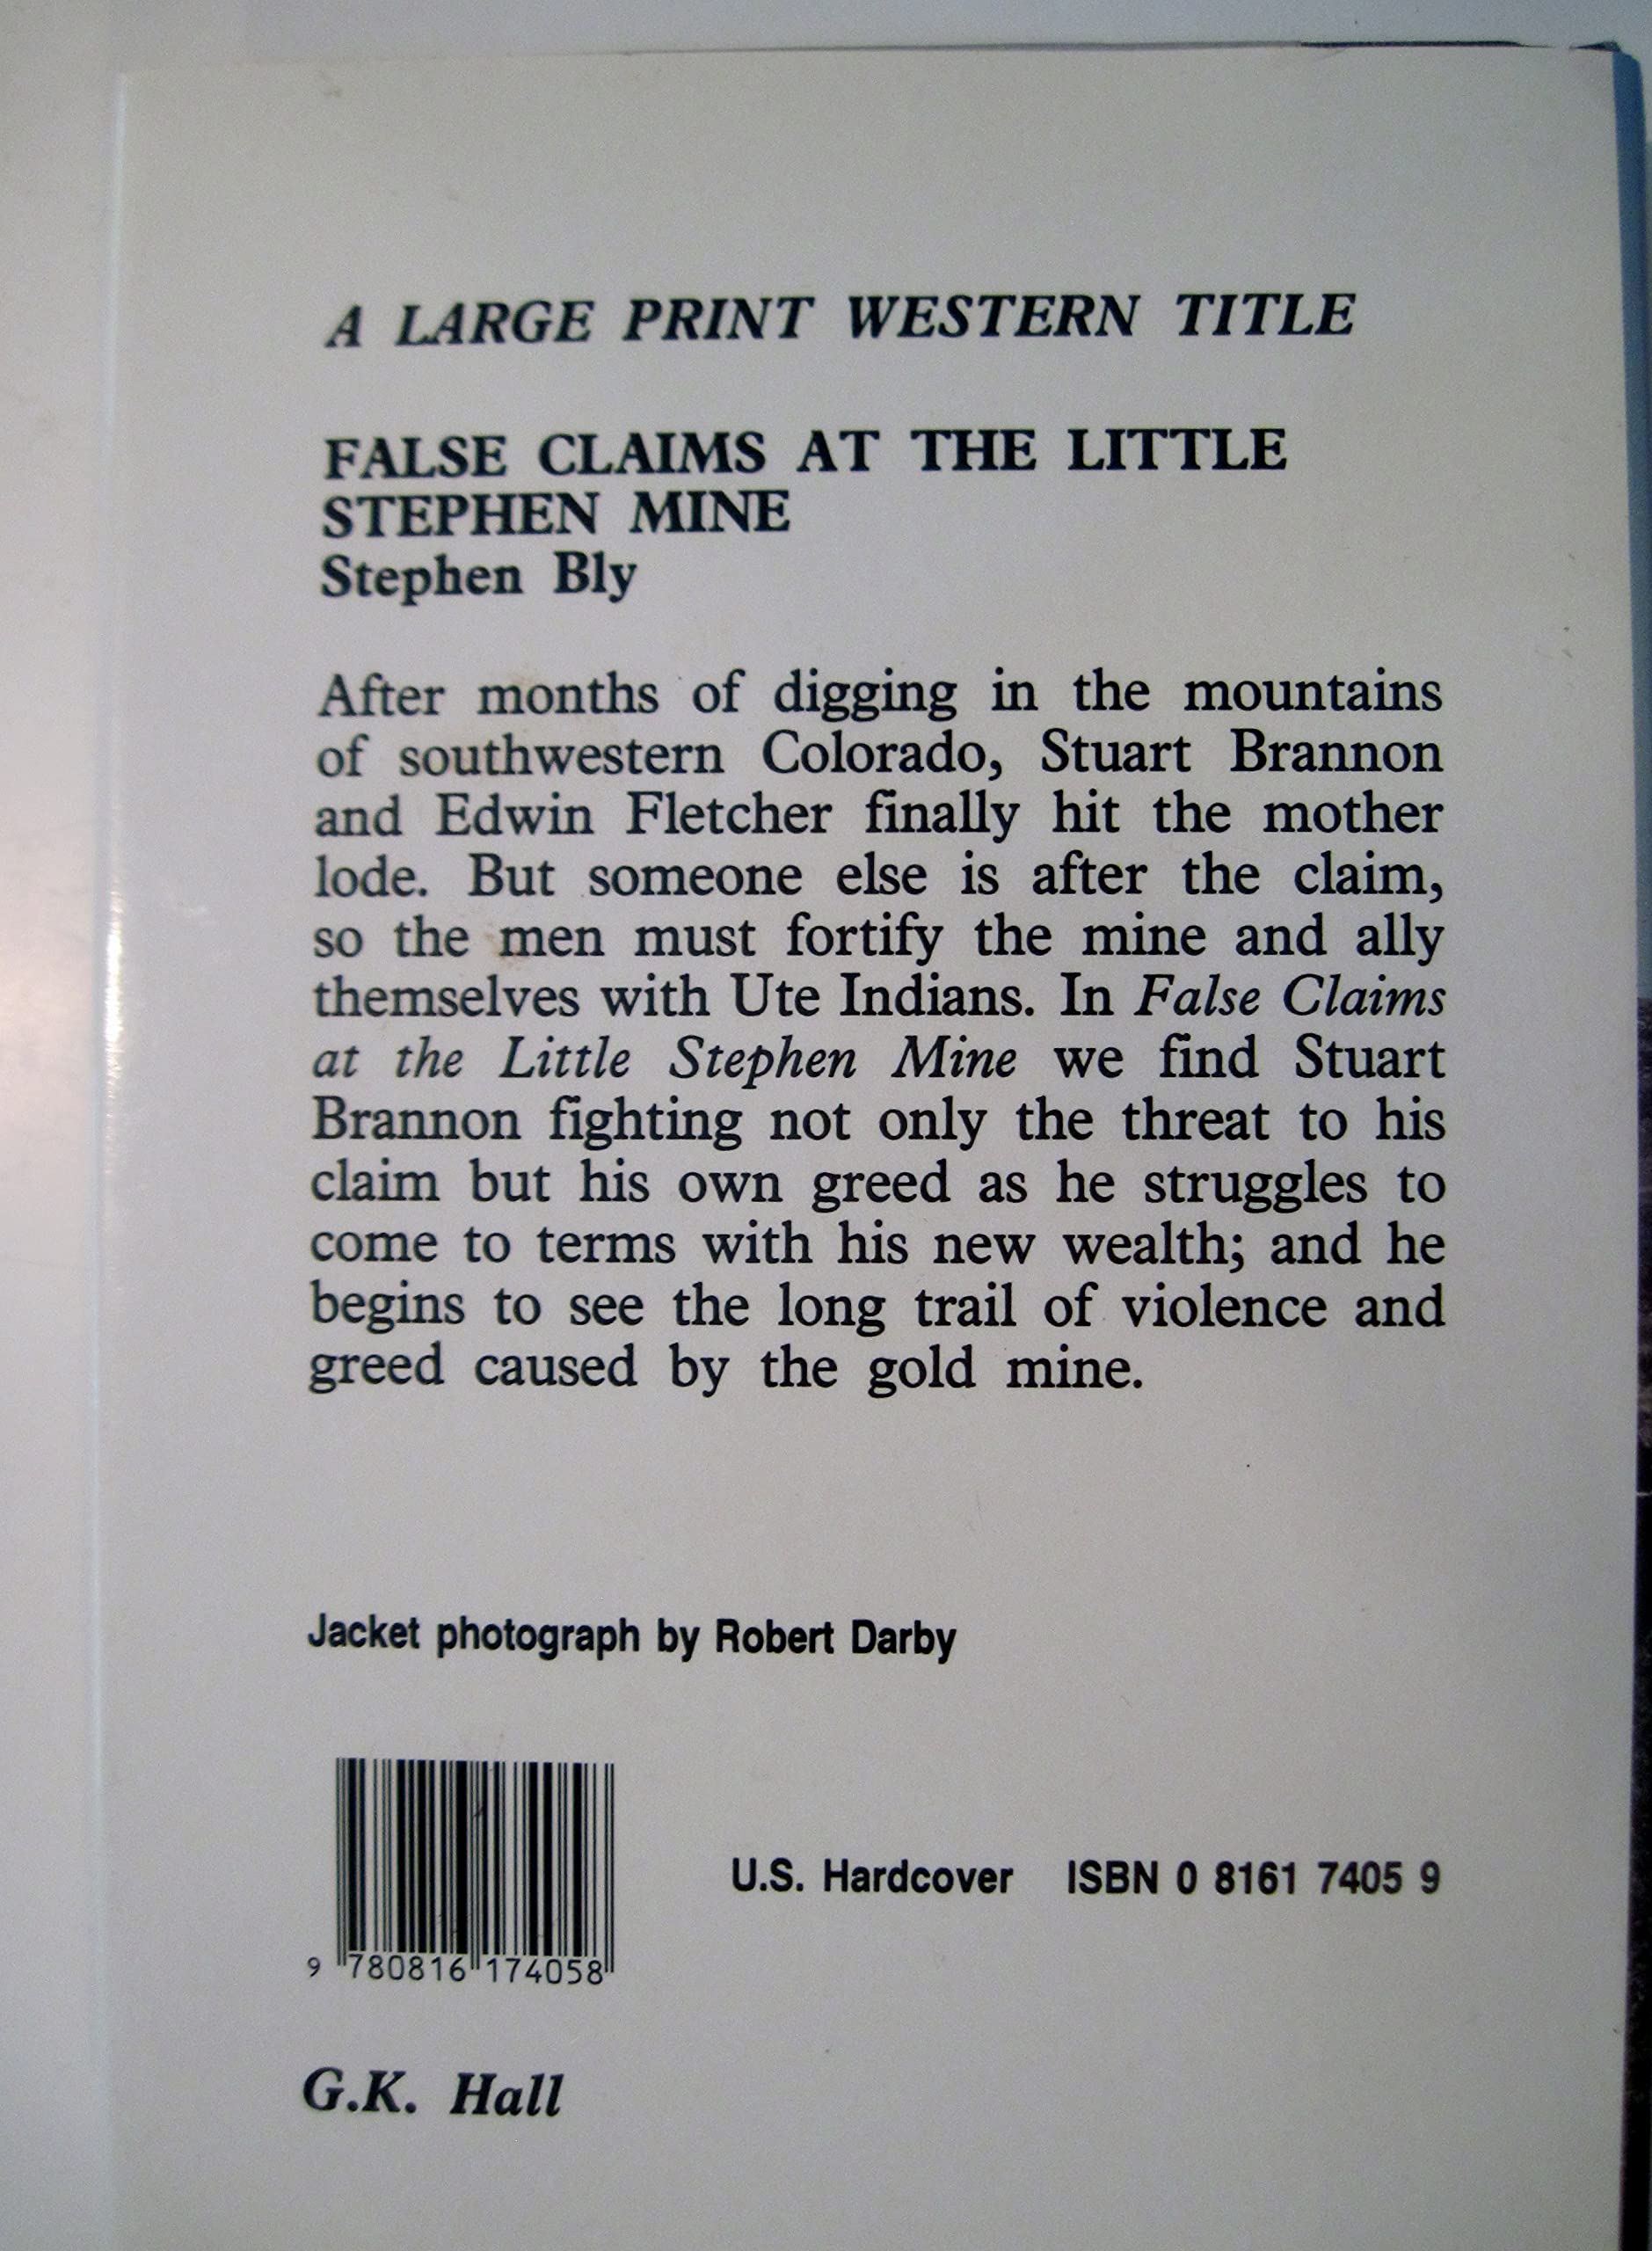 A LARGE PRINT WESTERN TITLE
FALSE CLAIMS AT THE LITTLE
STEPHEN MINE
Stephen Bly
After months of digging in the mountains
of southwestern Colorado, Stuart Brannon
and Edwin Fletcher finally hit the mother
lode. But someone else is after the claim,
so the men must fortify the mine and ally
themselves with Ute Indians. In False Claims
at the Little Stephen Mine we find Stuart
Brannon fighting not only the threat to his
claim but his own greed as he struggles to
come to terms with his new wealth; and he
begins to see the long trail of violence and
greed caused by the gold mine.
Jacket photograph by Robert Darby
U.S. Hardcover ISBN 0 8161 7405 9
9 780816 174058
G.K. Hall